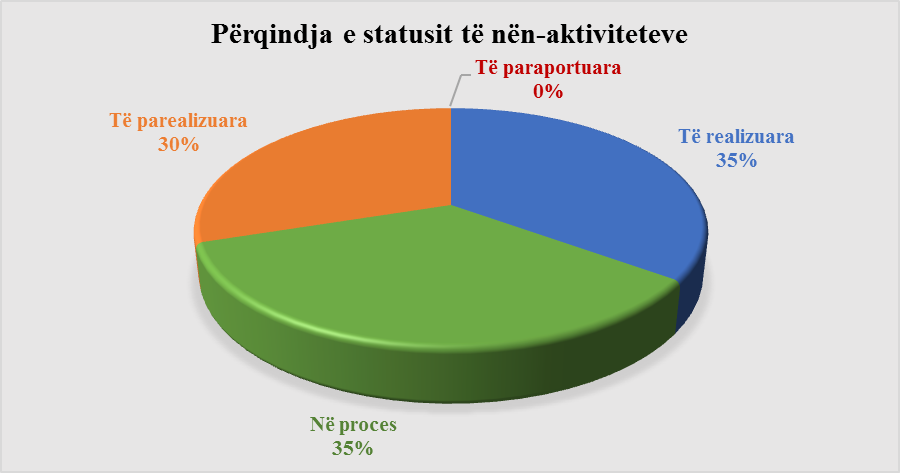 Përqindja e statusit të nën-aktiviteteve
Të paraportuara
0%
Të parealizuara
30%
Të realizuara
35%
Në proces
35%